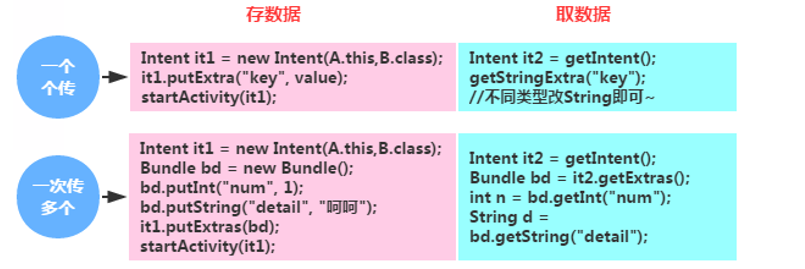 存数据
取数据
一个
个传
Intent it1 = new Intent(A.this,B.class);
it1.putExtra("key", value);
startActivity(it1);
Intent it2 = getIntent();
getStringExtra("key");
//不同类型改String即可~
一次传
多个
Intent it1 = new Intent(A.this,B.class);
Bundle bd = new Bundle();
bd.putInt("num", 1);
bd.putString("detail", "呵呵");
it1.putExtras(bd);
startActivity(it1);
Intent it2 = getIntent();
Bundle bd = it2.getExtras();
int n = bd.getInt("num");
String d =
bd.getString("detail");